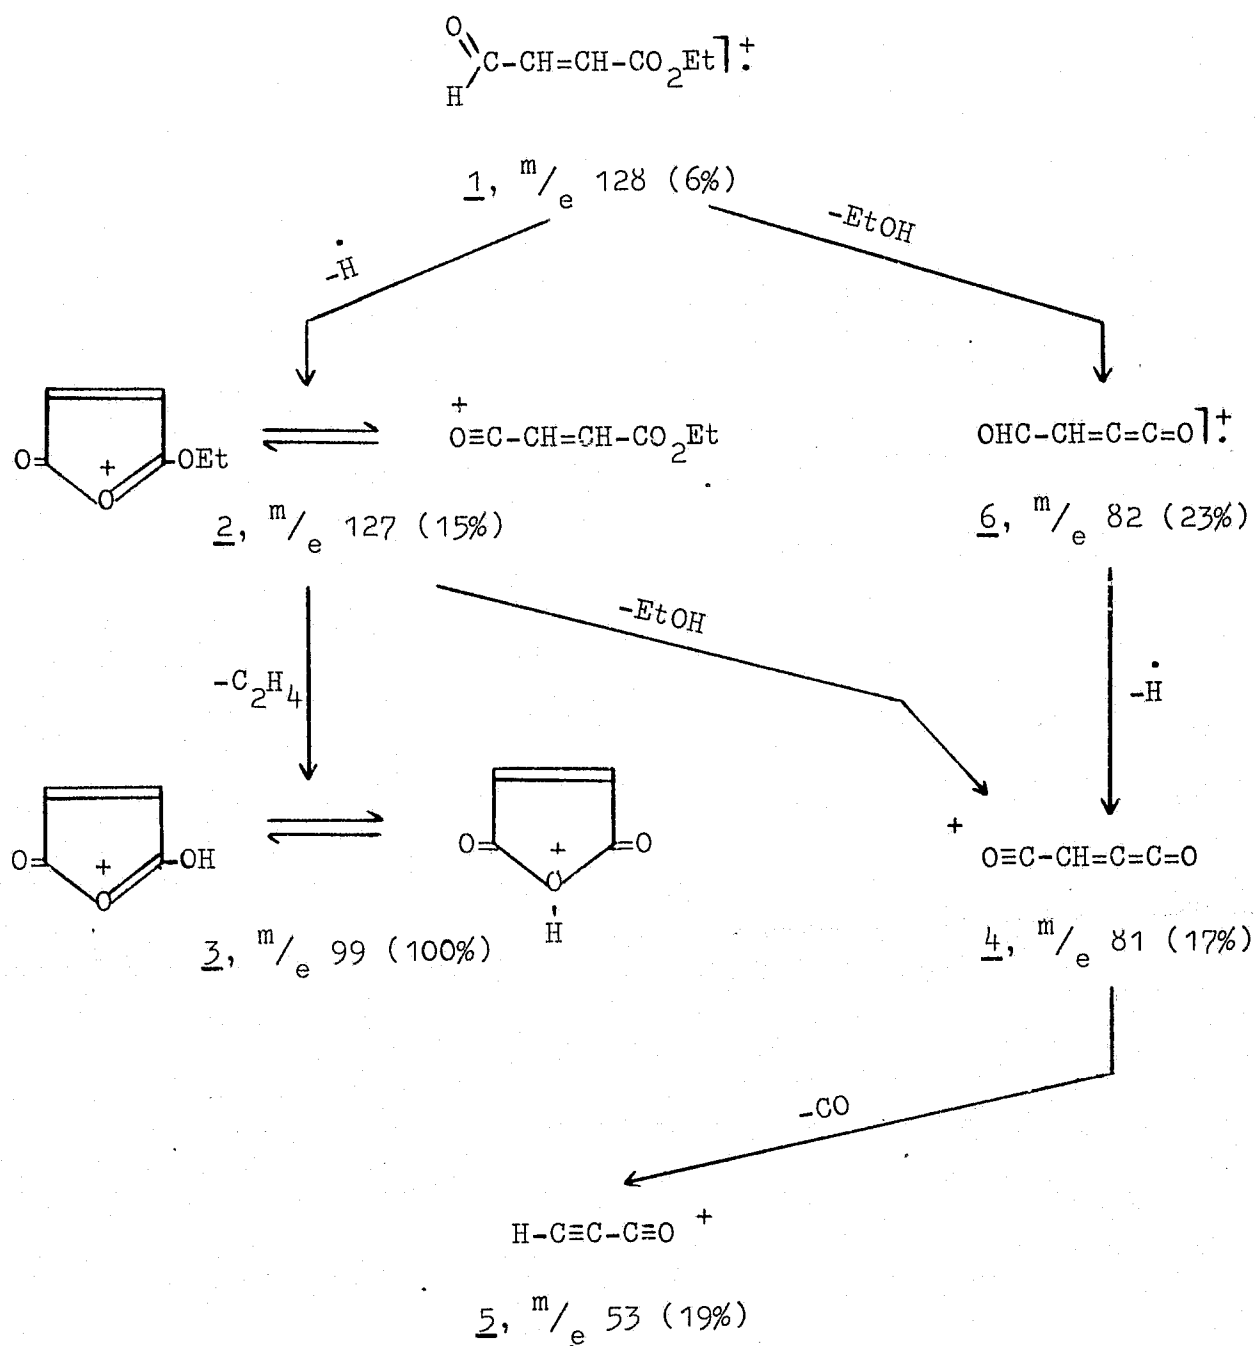 O
C-CH=CH-CO2Et]+•
H
1, m/e 128 (6%)
-Ḣ
-EtOH
O= + O -OEt
+
O≡C-CH=CH-CO2Et
OHC-CH=C=C=O]+•
2, m/e 127 (15%)
6, m/e 82 (23%)
-EtOH
-C2H4
-Ḣ
O= + O -OH
O= + O =O
H
+
O≡C-CH=C=C=O
3, m/e 99 (100%)
4, m/e 81 (17%)
-CO
H-C≡C-C≡O +
5, m/e 53 (19%)